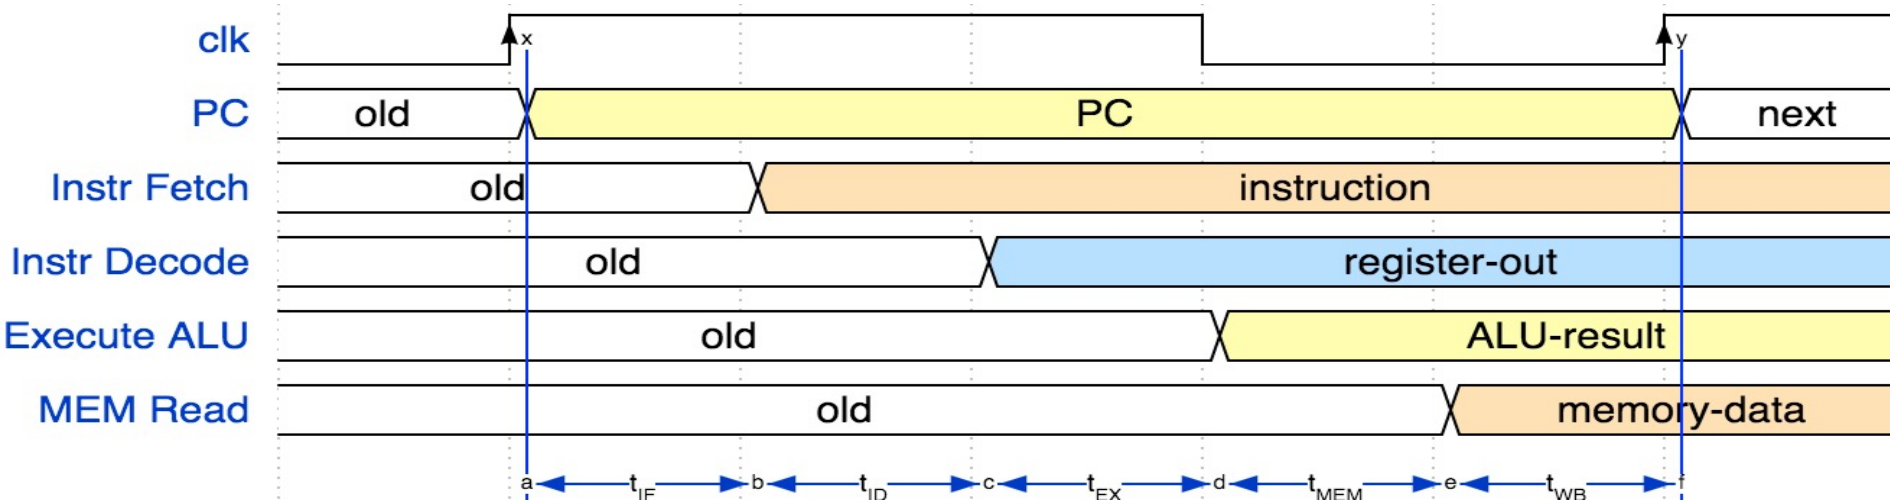 clk x y
PC old PC next
Instr Fetch old instruction
Instr Decode old register-out
Execute ALU old ALU-result
MEM Read old memory-data
a tIF b tID c tEX d tMEM e tWB f